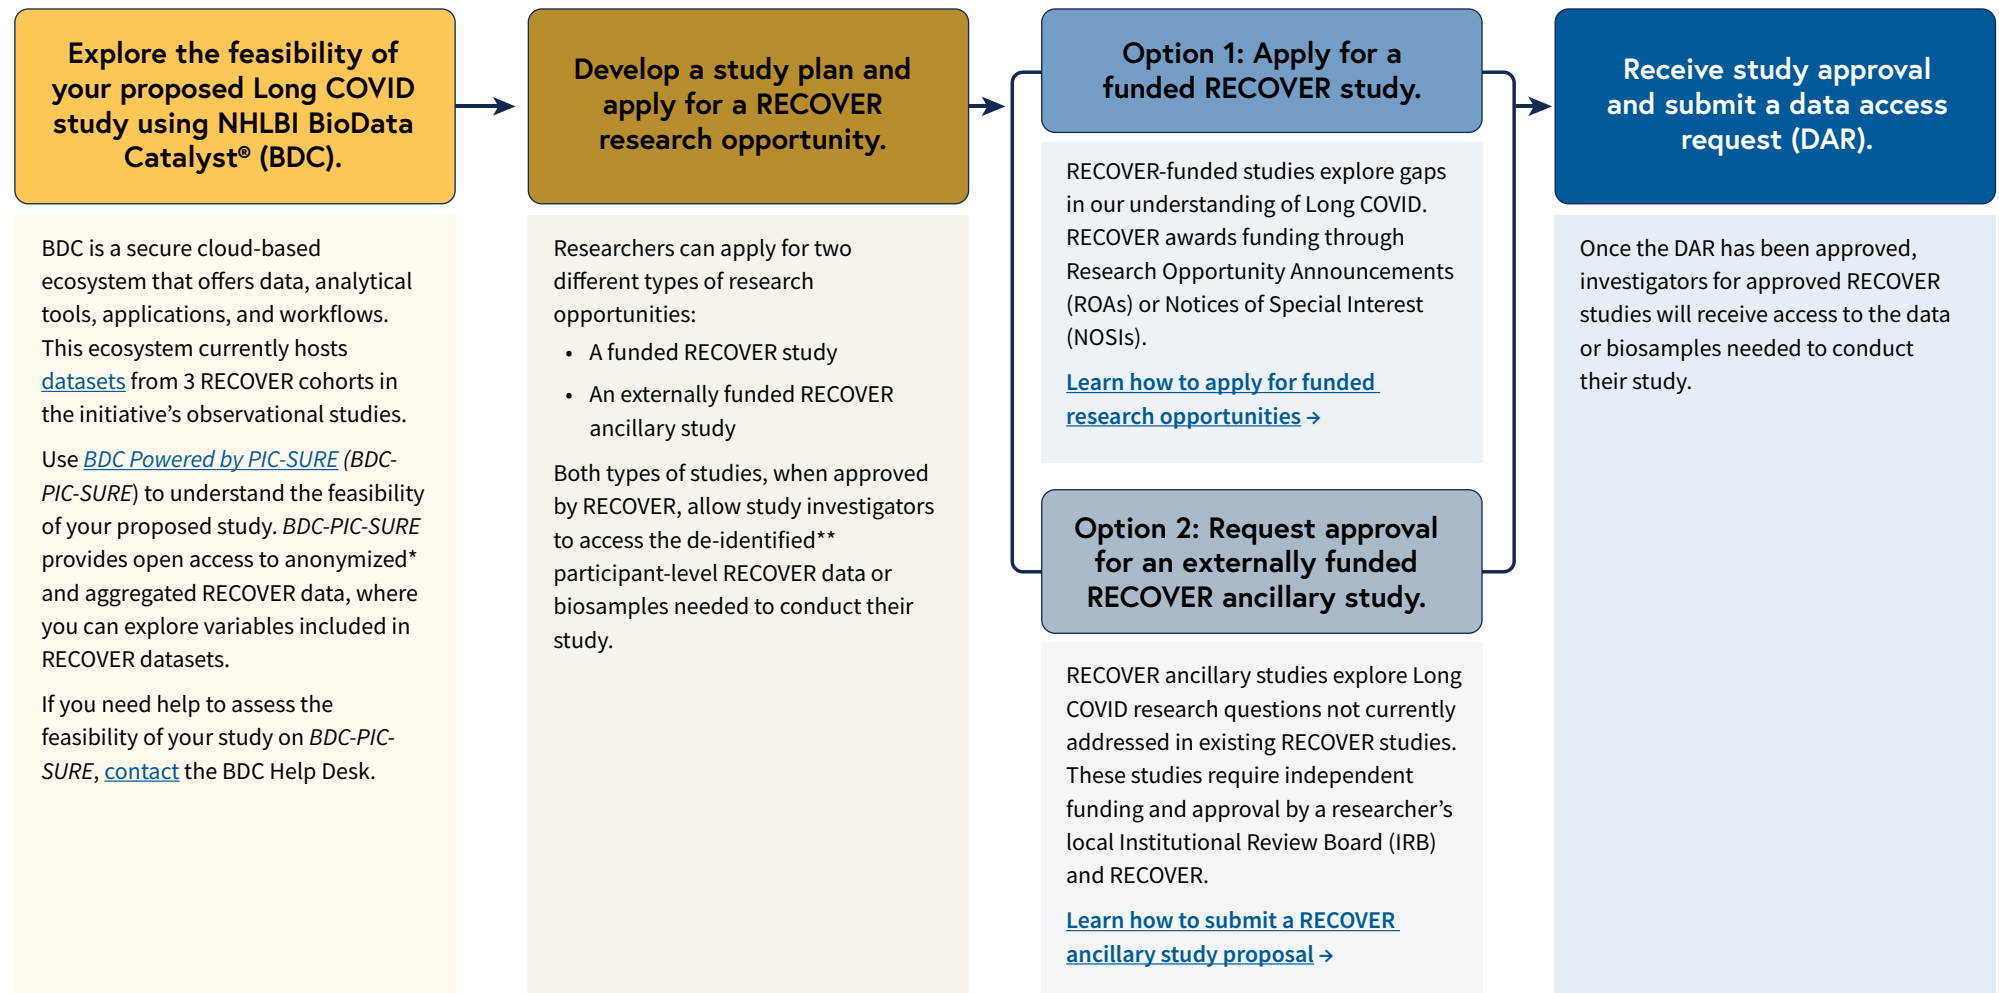 Explore the feasibility of
your proposed Long COVID
study using NHLBI BioData
Catalyst® (BDC).
BDC is a secure cloud-based
ecosystem that offers data, analytical
tools, applications, and workflows.
This ecosystem currently hosts
datasets from 3 RECOVER cohorts in
the initiative’s observational studies.
Use BDC Powered by PIC-SURE (BDC-
PIC-SURE) to understand the feasibility
of your proposed study. BDC-PIC-SURE
provides open access to anonymized*
and aggregated RECOVER data, where
you can explore variables included in
RECOVER datasets.
If you need help to assess the
feasibility of your study on BDC-PIC-
SURE, contact the BDC Help Desk.
Develop a study plan and
apply for a RECOVER
research opportunity.
Researchers can apply for two
different types of research
opportunities:
• A funded RECOVER study
• An externally funded RECOVER
ancillary study
Both types of studies, when approved
by RECOVER, allow study investigators
to access the de-identified**
participant-level RECOVER data or
biosamples needed to conduct their
study.
Option 1: Apply for a
funded RECOVER study.
RECOVER-funded studies explore gaps
in our understanding of Long COVID.
RECOVER awards funding through
Research Opportunity Announcements
(ROAs) or Notices of Special Interest
(NOSIs).
Learn how to apply for funded
research opportunities →
Option 2: Request approval
for an externally funded
RECOVER ancillary study.
RECOVER ancillary studies explore Long
COVID research questions not currently
addressed in existing RECOVER studies.
These studies require independent
funding and approval by a researcher’s
local Institutional Review Board (IRB)
and RECOVER.
Learn how to submit a RECOVER
ancillary study proposal →
Receive study approval
and submit a data access
request (DAR).
Once the DAR has been approved,
investigators for approved RECOVER
studies will receive access to the data
or biosamples needed to conduct
their study.